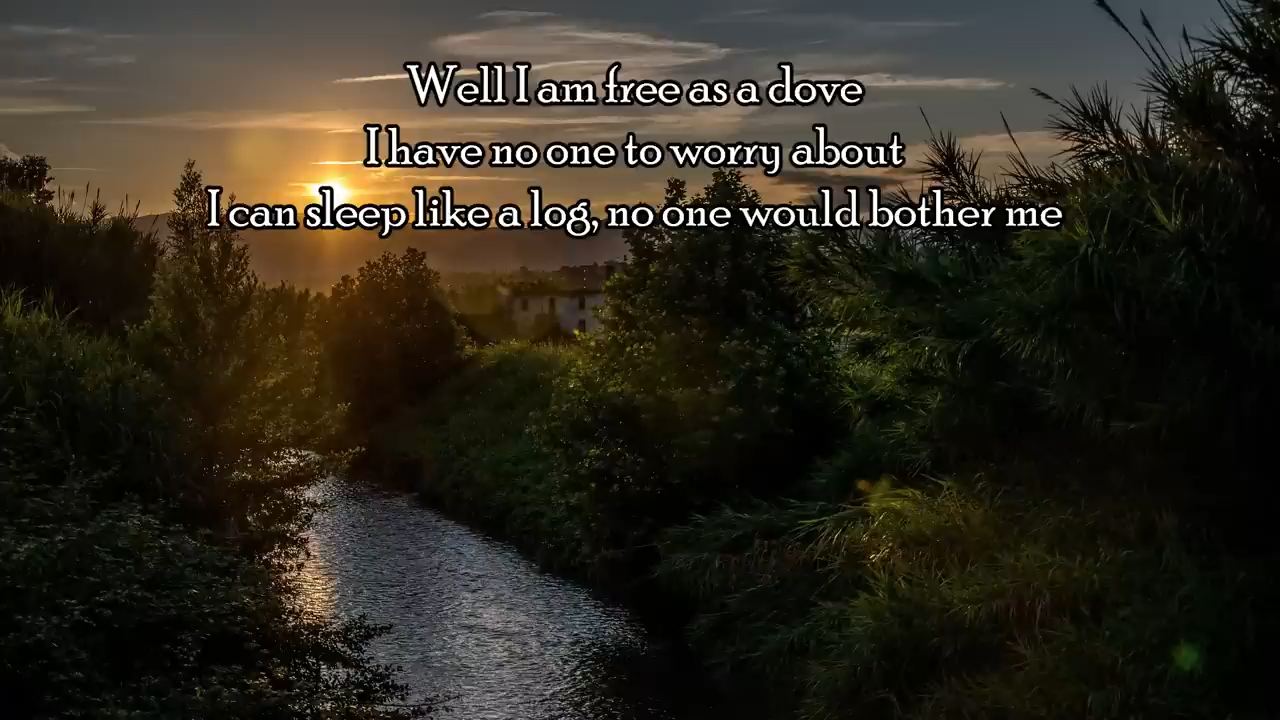 Well I am free as a dove
I have no one to worry about
I can sleep like a log, no one would bother me